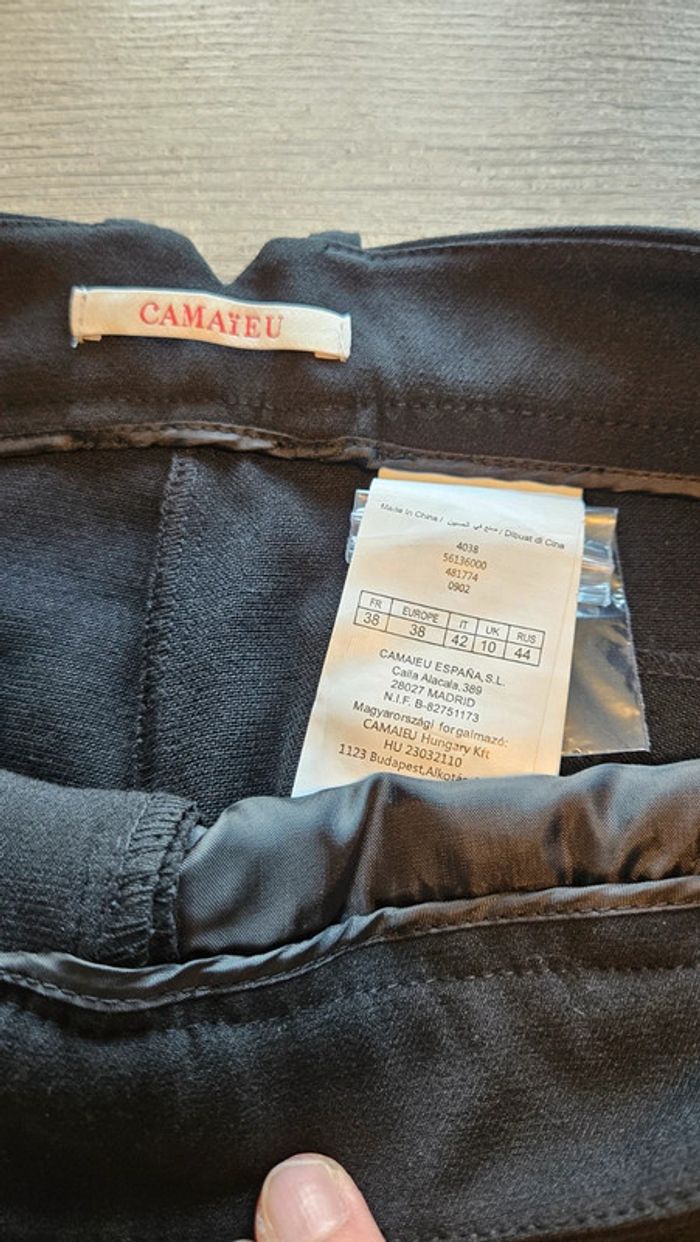 CAMAïEU
Made in China / صنع في الصين / Dibuat di Cina
4038
56136000
481774
0902
FR EUROPE IT UK RUS
38 38 42 10 44
CAMAIEU ESPAÑA,S.L.
Calla Alacala,389
28027 MADRID
N.I.F. B-82751173
Magyarországi forgalmazó:
CAMAIEU Hungary Kft
HU 23032110
1123 Budapest,Alkotás